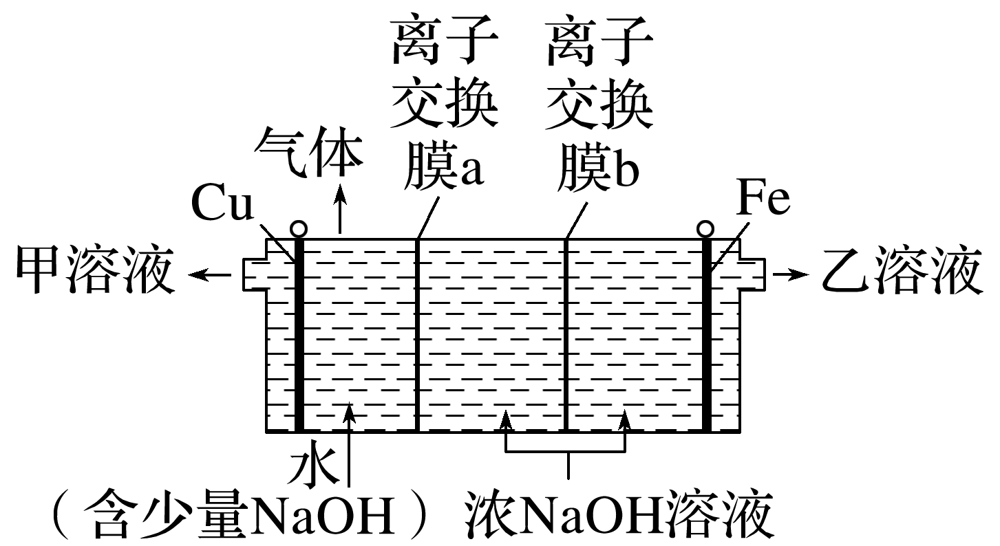 离子
交换
膜a
离子
交换
膜b
气体
Cu
Fe
甲溶液
乙溶液
水
（含少量NaOH）
浓NaOH溶液